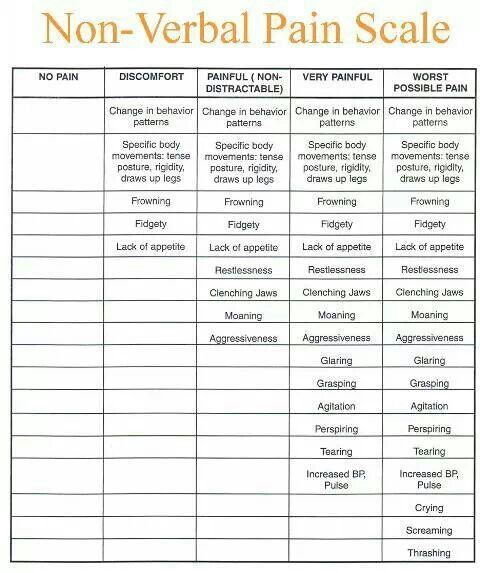 Non-Verbal Pain Scale
NO PAIN
DISCOMFORT
PAINFUL ( NON-
DISTRACTABLE)
VERY PAINFUL
WORST
POSSIBLE PAIN
Change in behavior
patterns
Change in behavior
patterns
Change in behavior
patterns
Change in behavior
patterns
Specific body
movements: tense
posture, rigidity,
draws up legs
Specific body
movements: tense
posture, rigidity,
draws up legs
Specific body
movements: tense
posture, rigidity,
draws up legs
Specific body
movements: tense
posture, rigidity,
draws up legs
Frowning
Frowning
Frowning
Frowning
Fidgety
Fidgety
Fidgety
Fidgety
Lack of appetite
Lack of appetite
Lack of appetite
Lack of appetite
Restlessness
Restlessness
Restlessness
Clenching Jaws
Clenching Jaws
Clenching Jaws
Moaning
Moaning
Moaning
Aggressiveness
Aggressiveness
Aggressiveness
Glaring
Glaring
Grasping
Grasping
Agitation
Agitation
Perspiring
Perspiring
Tearing
Tearing
Increased BP,
Pulse
Increased BP,
Pulse
Crying
Screaming
Thrashing